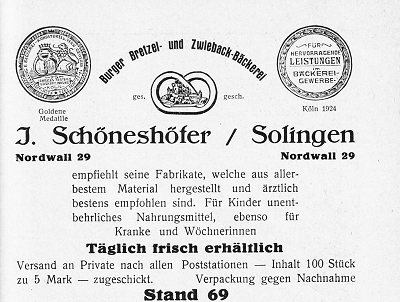 Burger Bretzel- und Zwieback-Bäckerei
ges. gesch.
Goldene
Medaille
FÜR
HERVORRAGENDE
LEISTUNGEN
IM
BÄCKEREI-
GEWERBE
Köln 1924
J. Schöneshöfer / Solingen
Nordwall 29 Nordwall 29
empfiehlt seine Fabrikate, welche aus aller-
bestem Material hergestellt und ärztlich
bestens empfohlen sind. Für Kinder unent-
behrliches Nahrungsmittel, ebenso für
Kranke und Wöchnerinnen
Täglich frisch erhältlich
Versand an Private nach allen Poststationen — Inhalt 100 Stück
zu 5 Mark — zugeschickt. Verpackung gegen Nachnahme
Stand 69